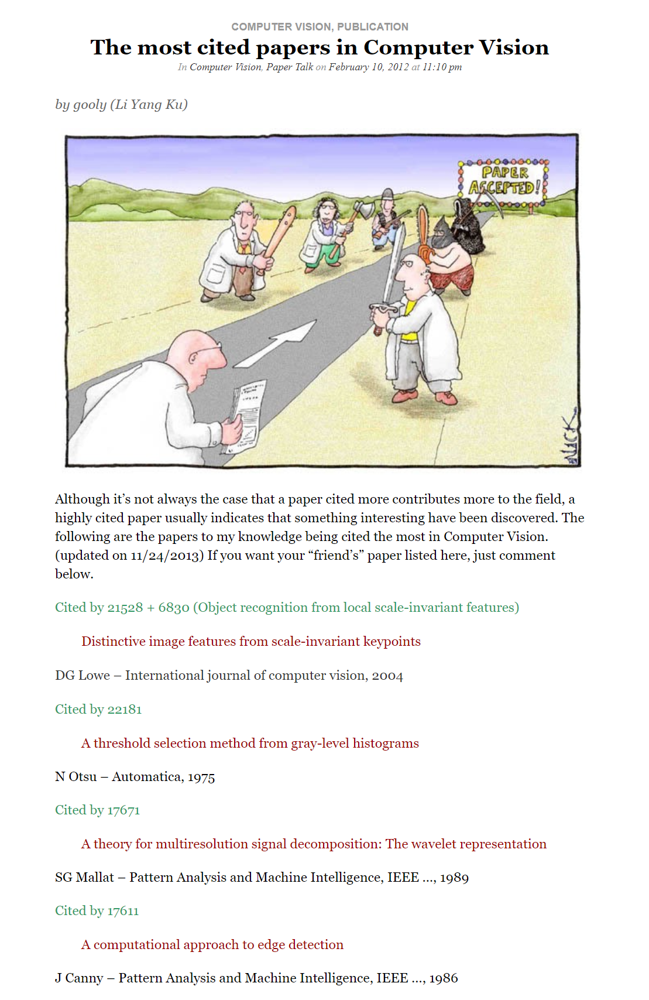 COMPUTER VISION, PUBLICATION
The most cited papers in Computer Vision
In Computer Vision, Paper Talk on February 10, 2012 at 11:10 pm
by gooly (Li Yang Ku)
PAPER
ACCEPTED!
NICK
Although it’s not always the case that a paper cited more contributes more to the field, a
highly cited paper usually indicates that something interesting have been discovered. The
following are the papers to my knowledge being cited the most in Computer Vision.
(updated on 11/24/2013) If you want your “friend’s” paper listed here, just comment
below.
Cited by 21528 + 6830 (Object recognition from local scale-invariant features)
Distinctive image features from scale-invariant keypoints
DG Lowe – International journal of computer vision, 2004
Cited by 22181
A threshold selection method from gray-level histograms
N Otsu – Automatica, 1975
Cited by 17671
A theory for multiresolution signal decomposition: The wavelet representation
SG Mallat – Pattern Analysis and Machine Intelligence, IEEE …, 1989
Cited by 17611
A computational approach to edge detection
J Canny – Pattern Analysis and Machine Intelligence, IEEE …, 1986